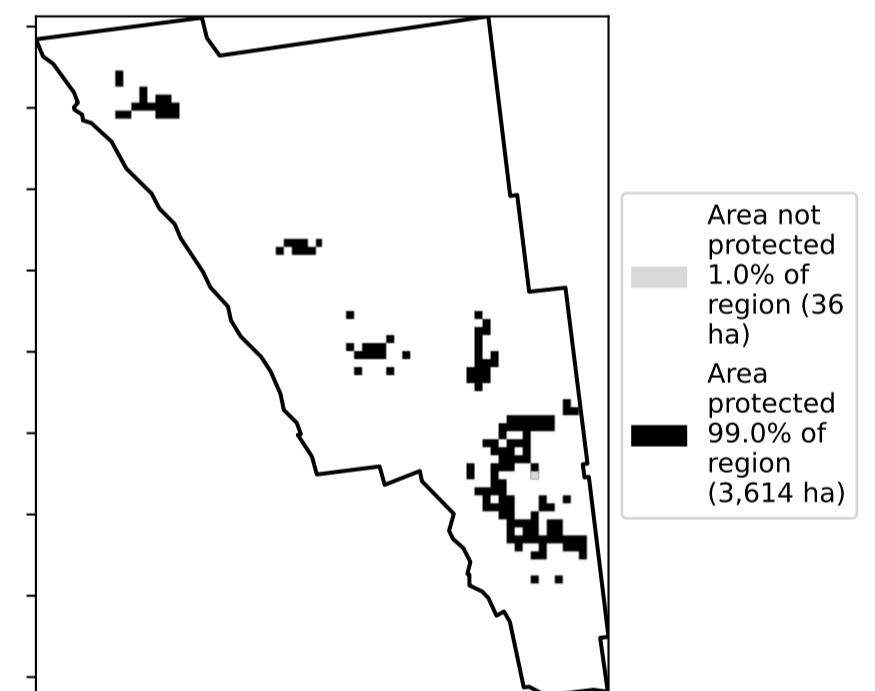 Area not
protected
1.0% of
region (36
ha)
Area
protected
99.0% of
region
(3,614 ha)